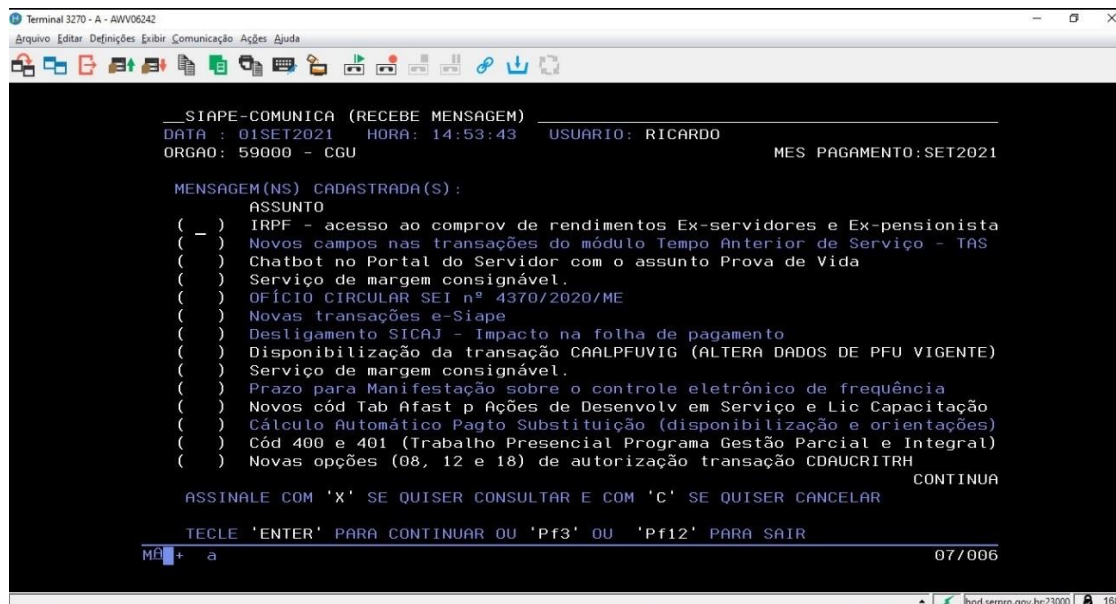 Terminal 3270 - A - AWV06242
Arquivo Editar Definições Exibir Comunicação Ações Ajuda
__SIAPE-COMUNICA (RECEBE MENSAGEM)
DATA : 01SET2021 HORA: 14:53:43 USUARIO: RICARDO
ORGAO: 59000 - CGU MES PAGAMENTO:SET2021
MENSAGEM(NS) CADASTRADA(S):
ASSUNTO
( _ ) IRPF - acesso ao comprov de rendimentos Ex-servidores e Ex-pensionista
( ) Novos campos nas transações do módulo Tempo Anterior de Serviço - TAS
( ) Chatbot no Portal do Servidor com o assunto Prova de Vida
( ) Serviço de margem consignável.
( ) OFÍCIO CIRCULAR SEI nº 4370/2020/ME
( ) Novas transações e-Siape
( ) Desligamento SICAJ - Impacto na folha de pagamento
( ) Disponibilização da transação CAALPFUVIG (ALTERA DADOS DE PFU VIGENTE)
( ) Serviço de margem consignável.
( ) Prazo para Manifestação sobre o controle eletrônico de frequência
( ) Novos cód Tab Afast p Ações de Desenvolv em Serviço e Lic Capacitação
( ) Cálculo Automático Pagto Substituição (disponibilização e orientações)
( ) Cód 400 e 401 (Trabalho Presencial Programa Gestão Parcial e Integral)
( ) Novas opções (08, 12 e 18) de autorização transação CDAUCRITRH
CONTINUA
ASSINALE COM 'X' SE QUISER CONSULTAR E COM 'C' SE QUISER CANCELAR
TECLE 'ENTER' PARA CONTINUAR OU 'Pf3' OU 'Pf12' PARA SAIR
MÂ + a 07/006
hod.serpro.gov.br:23000 16